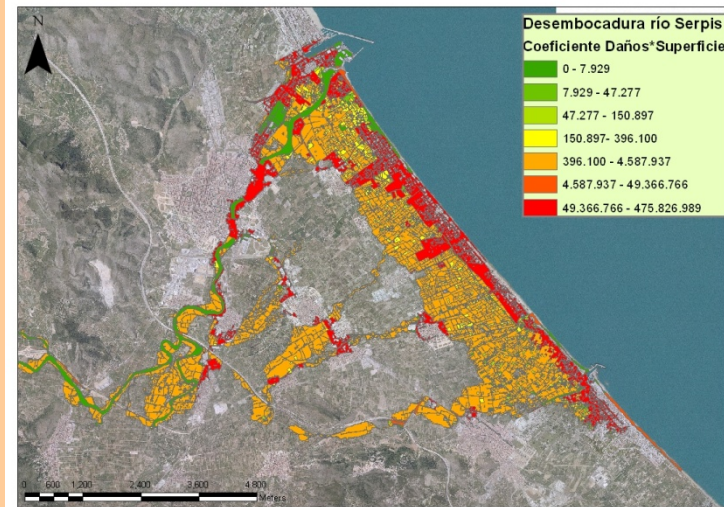 N
Desembocadura río Serpis
Coeficiente Daños*Superficie
0 - 7.929
7.929 - 47.277
47.277 - 150.897
150.897- 396.100
396.100 - 4.587.937
4.587.937 - 49.366.766
49.366.766 - 475.826.989
0 600 1.200 2.400 3.600 4.800
Meters